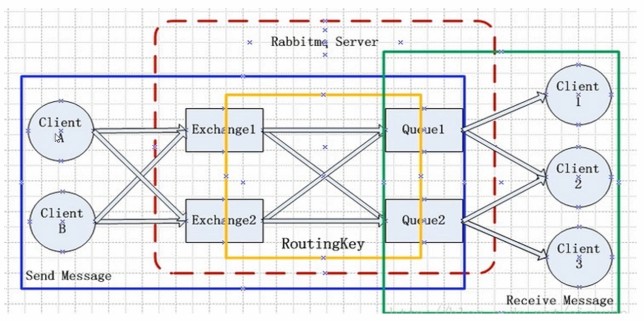 Rabbitmq Server
Client
A
Exchange1
Queue1
Client
1
Client
2
Client
B
Exchange2
Queue2
RoutingKey
Client
3
Send Message
Receive Message